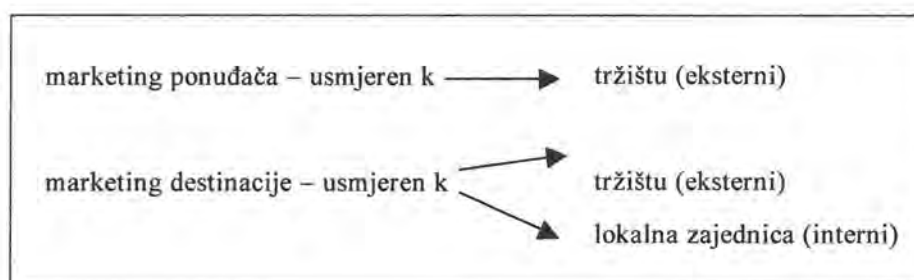 marketing ponuđača – usmjeren k tržištu (eksterni)
marketing destinacije – usmjeren k tržištu (eksterni)
lokalna zajednica (interni)